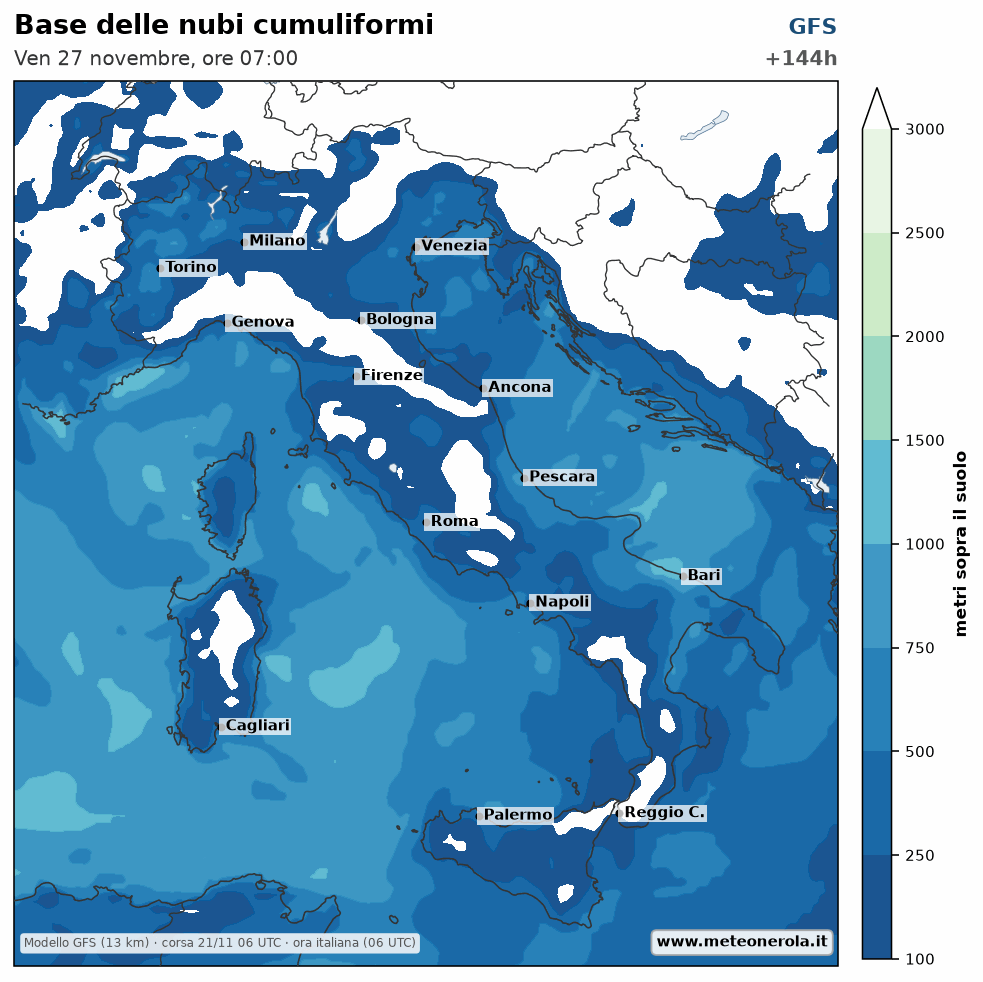 Base delle nubi cumuliformi
GFS
Ven 27 novembre, ore 07:00
+144h
3000
2500
2000
1500
1000
750
500
250
100
metri sopra il suolo
Milano
Venezia
Torino
Genova
Bologna
Firenze
Ancona
Pescara
Roma
Bari
Napoli
Cagliari
Palermo
Reggio C.
Modello GFS (13 km) · corsa 21/11 06 UTC · ora italiana (06 UTC)
www.meteonerola.it